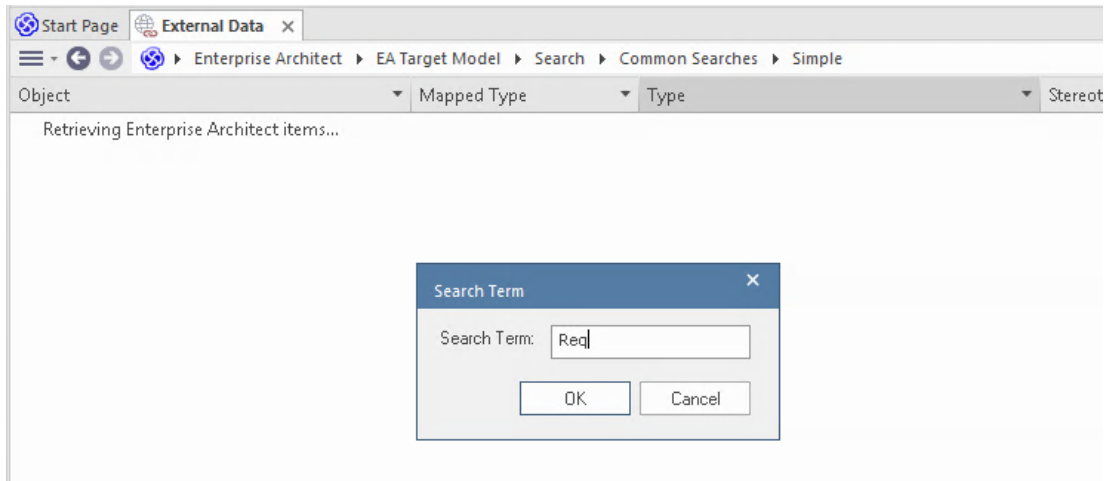 Start Page External Data
Enterprise Architect EA Target Model Search Common Searches Simple
Object Mapped Type Type Stereot
Retrieving Enterprise Architect items...
Search Term
Search Term: Req
OK Cancel